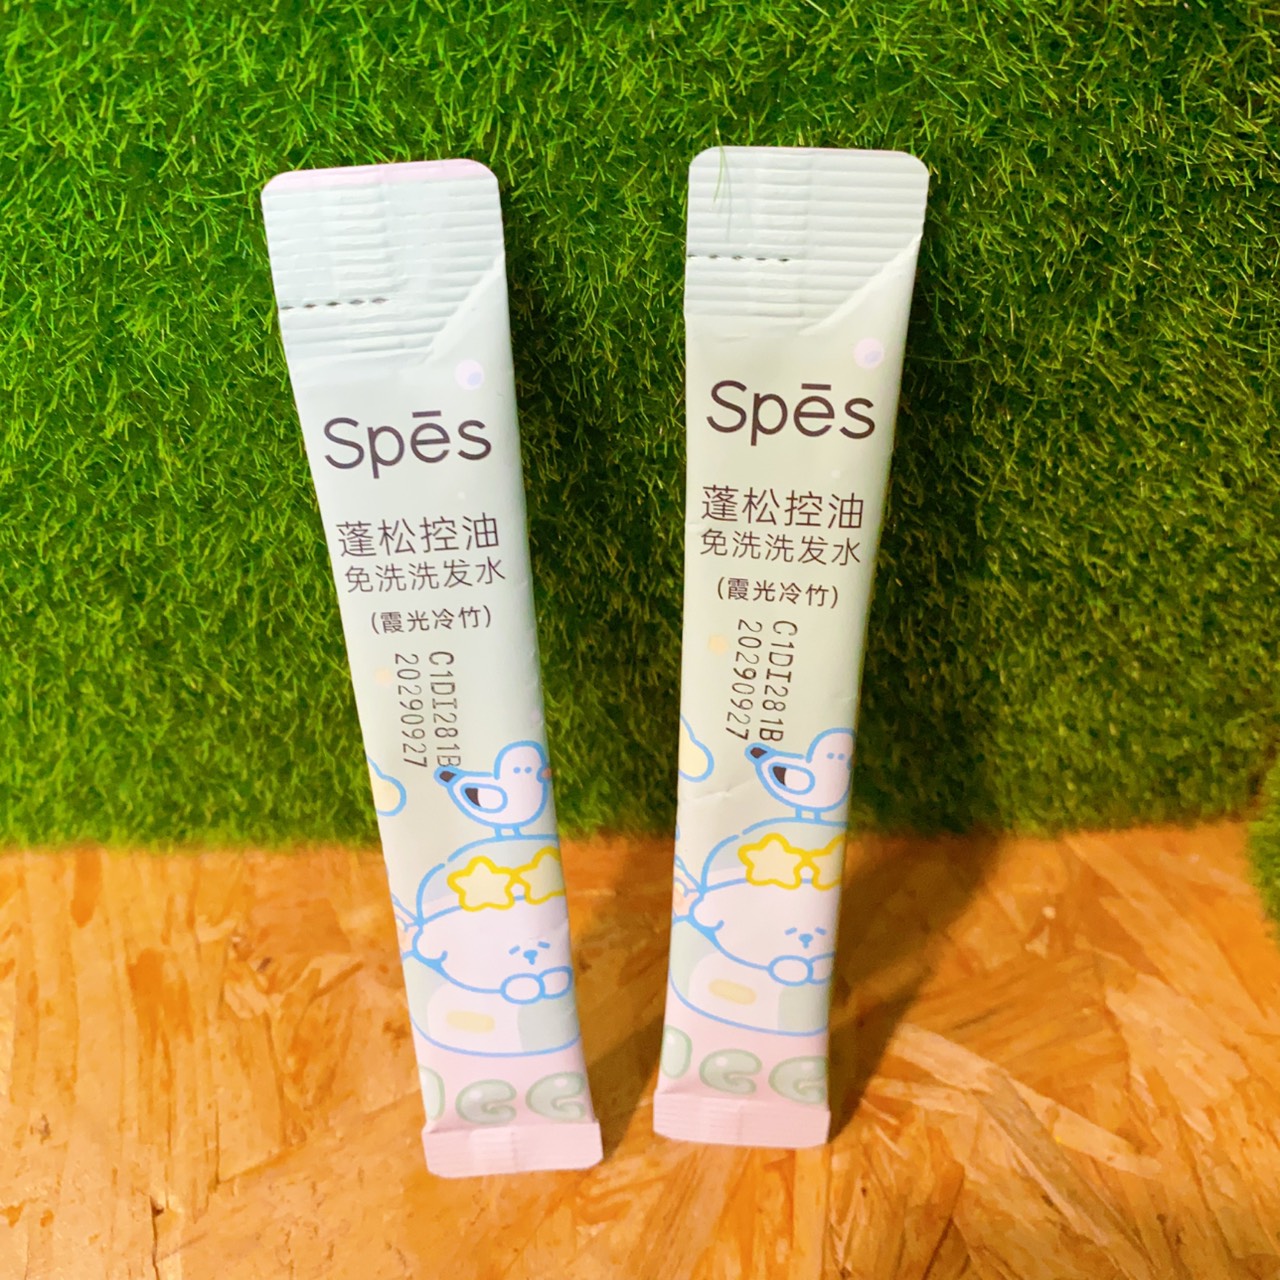 Spēs
蓬松控油
免洗洗发水
(霞光冷竹)
C1DI281B
20290927
Spēs
蓬松控油
免洗洗发水
(霞光冷竹)
C1DI281B
20290927